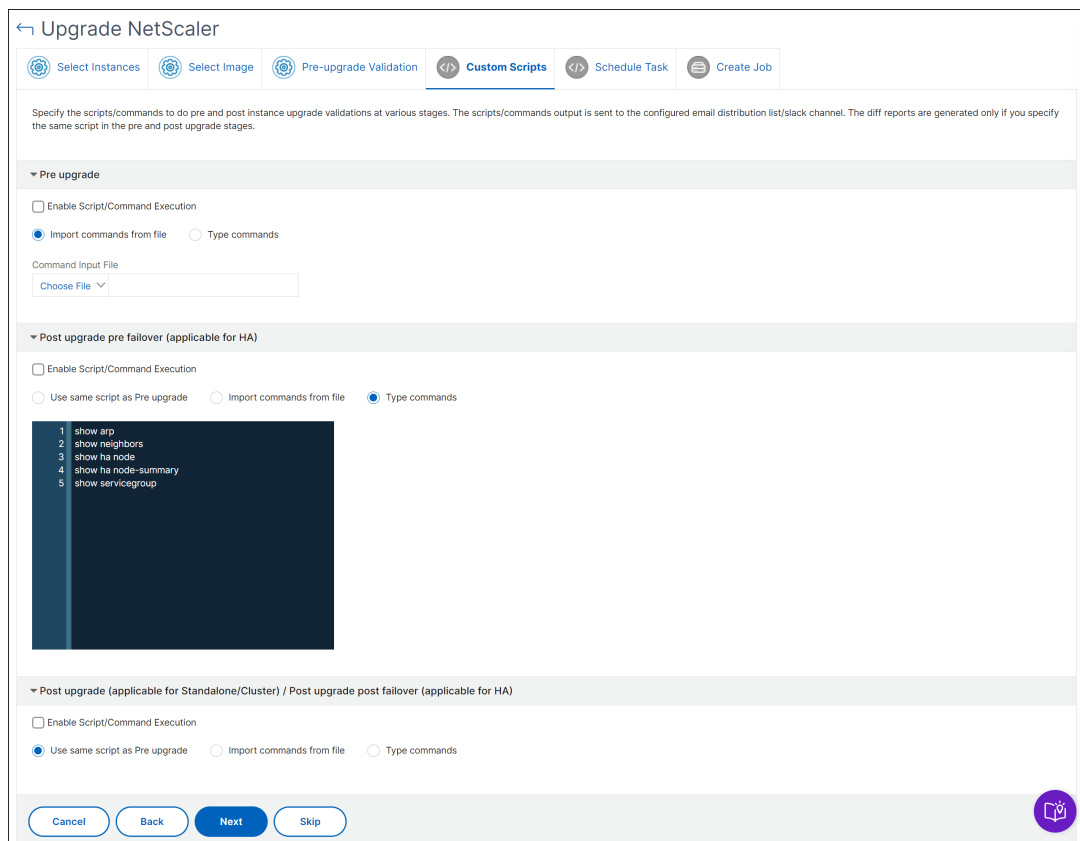 Upgrade NetScaler
Select Instances
Select Image
Pre-upgrade Validation
Custom Scripts
Schedule Task
Create Job
Specify the scripts/commands to do pre and post instance upgrade validations at various stages. The scripts/commands output is sent to the configured email distribution list/slack channel. The diff reports are generated only if you specify
the same script in the pre and post upgrade stages.
Pre upgrade
Enable Script/Command Execution
Import commands from file
Type commands
Command Input File
Choose File
Post upgrade pre failover (applicable for HA)
Enable Script/Command Execution
Use same script as Pre upgrade
Import commands from file
Type commands
1 show arp
2 show neighbors
3 show ha node
4 show ha node-summary
5 show servicegroup
Post upgrade (applicable for Standalone/Cluster) / Post upgrade post failover (applicable for HA)
Enable Script/Command Execution
Use same script as Pre upgrade
Import commands from file
Type commands
Cancel
Back
Next
Skip